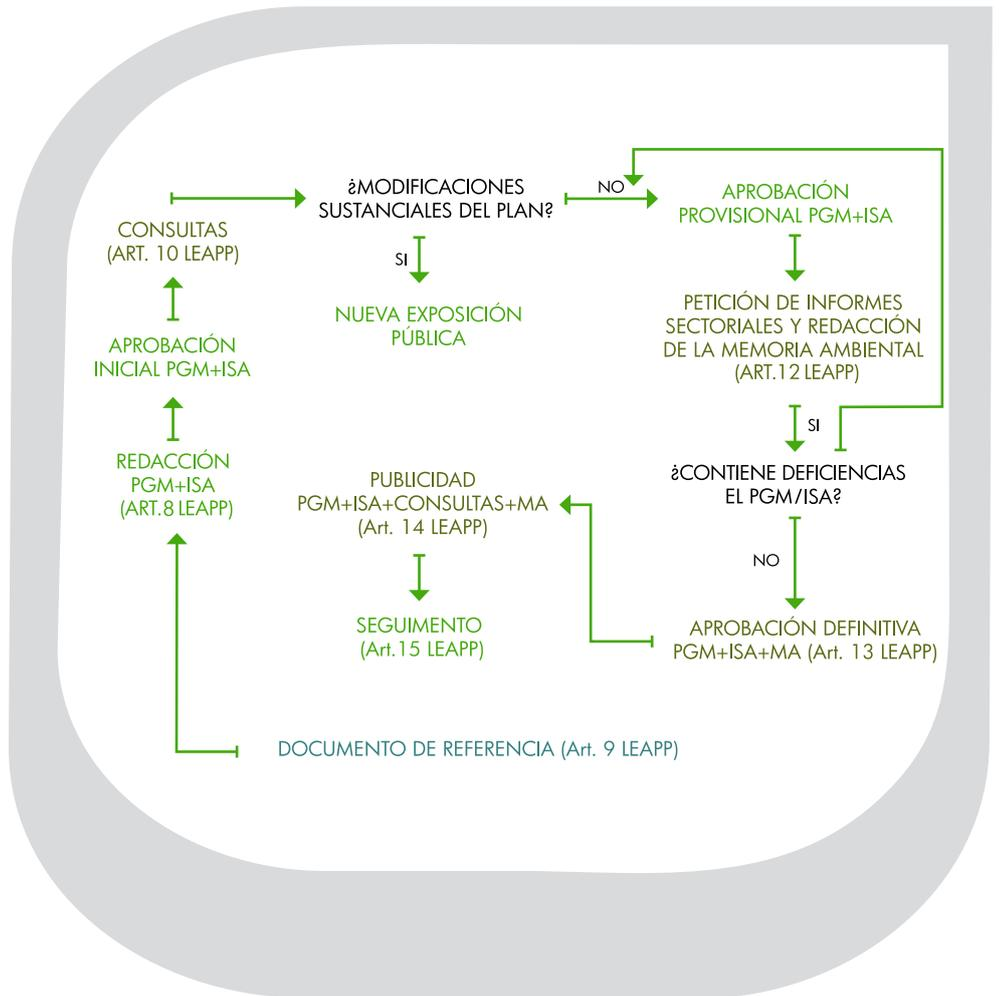 DOCUMENTO DE REFERENCIA (Art. 9 LEAPP)
REDACCIÓN
PGM+ISA
(ART.8 LEAPP)
APROBACIÓN
INICIAL PGM+ISA
CONSULTAS
(ART. 10 LEAPP)
¿MODIFICACIONES
SUSTANCIALES DEL PLAN?
SI
NUEVA EXPOSICIÓN
PÚBLICA
NO
APROBACIÓN
PROVISIONAL PGM+ISA
PETICIÓN DE INFORMES
SECTORIALES Y REDACCIÓN
DE LA MEMORIA AMBIENTAL
(ART.12 LEAPP)
SI
¿CONTIENE DEFICIENCIAS
EL PGM/ISA?
NO
APROBACIÓN DEFINITIVA
PGM+ISA+MA (Art. 13 LEAPP)
PUBLICIDAD
PGM+ISA+CONSULTAS+MA
(Art. 14 LEAPP)
SEGUIMENTO
(Art.15 LEAPP)